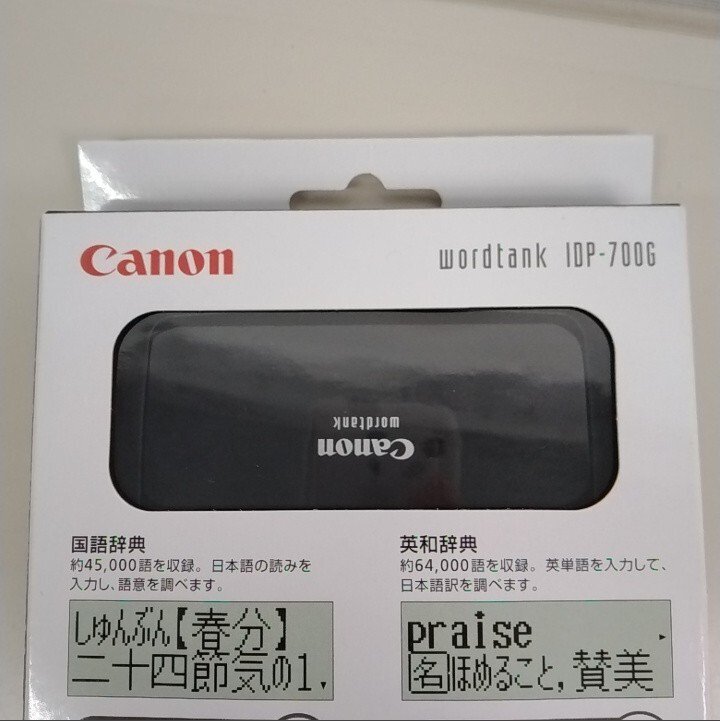 Canon
wordtank IDP-700G
wordtank
Canon
国語辞典
約45,000語を収録。日本語の読みを
入力し、語意を調べます。
しゅんぶん【春分】
二十四節気の1
英和辞典
約64,000語を収録。英単語を入力して、
日本語訳を調べます。
praise
名ほめること,賛美